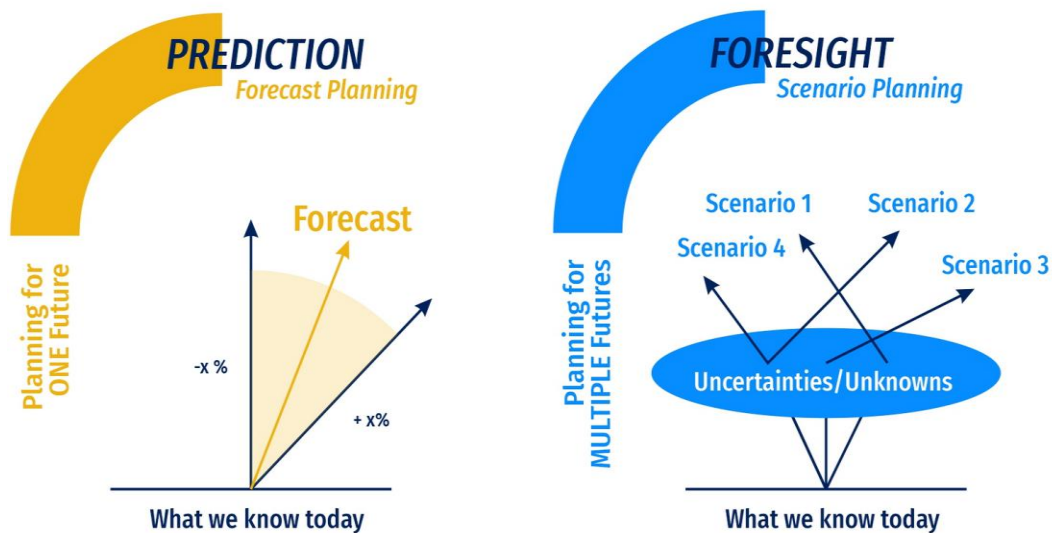 PREDICTION
Forecast Planning
Planning for
ONE Future
Forecast
-x %
+ x%
What we know today
FORESIGHT
Scenario Planning
Planning for
MULTIPLE Futures
Scenario 1
Scenario 2
Scenario 4
Scenario 3
Uncertainties/Unknowns
What we know today